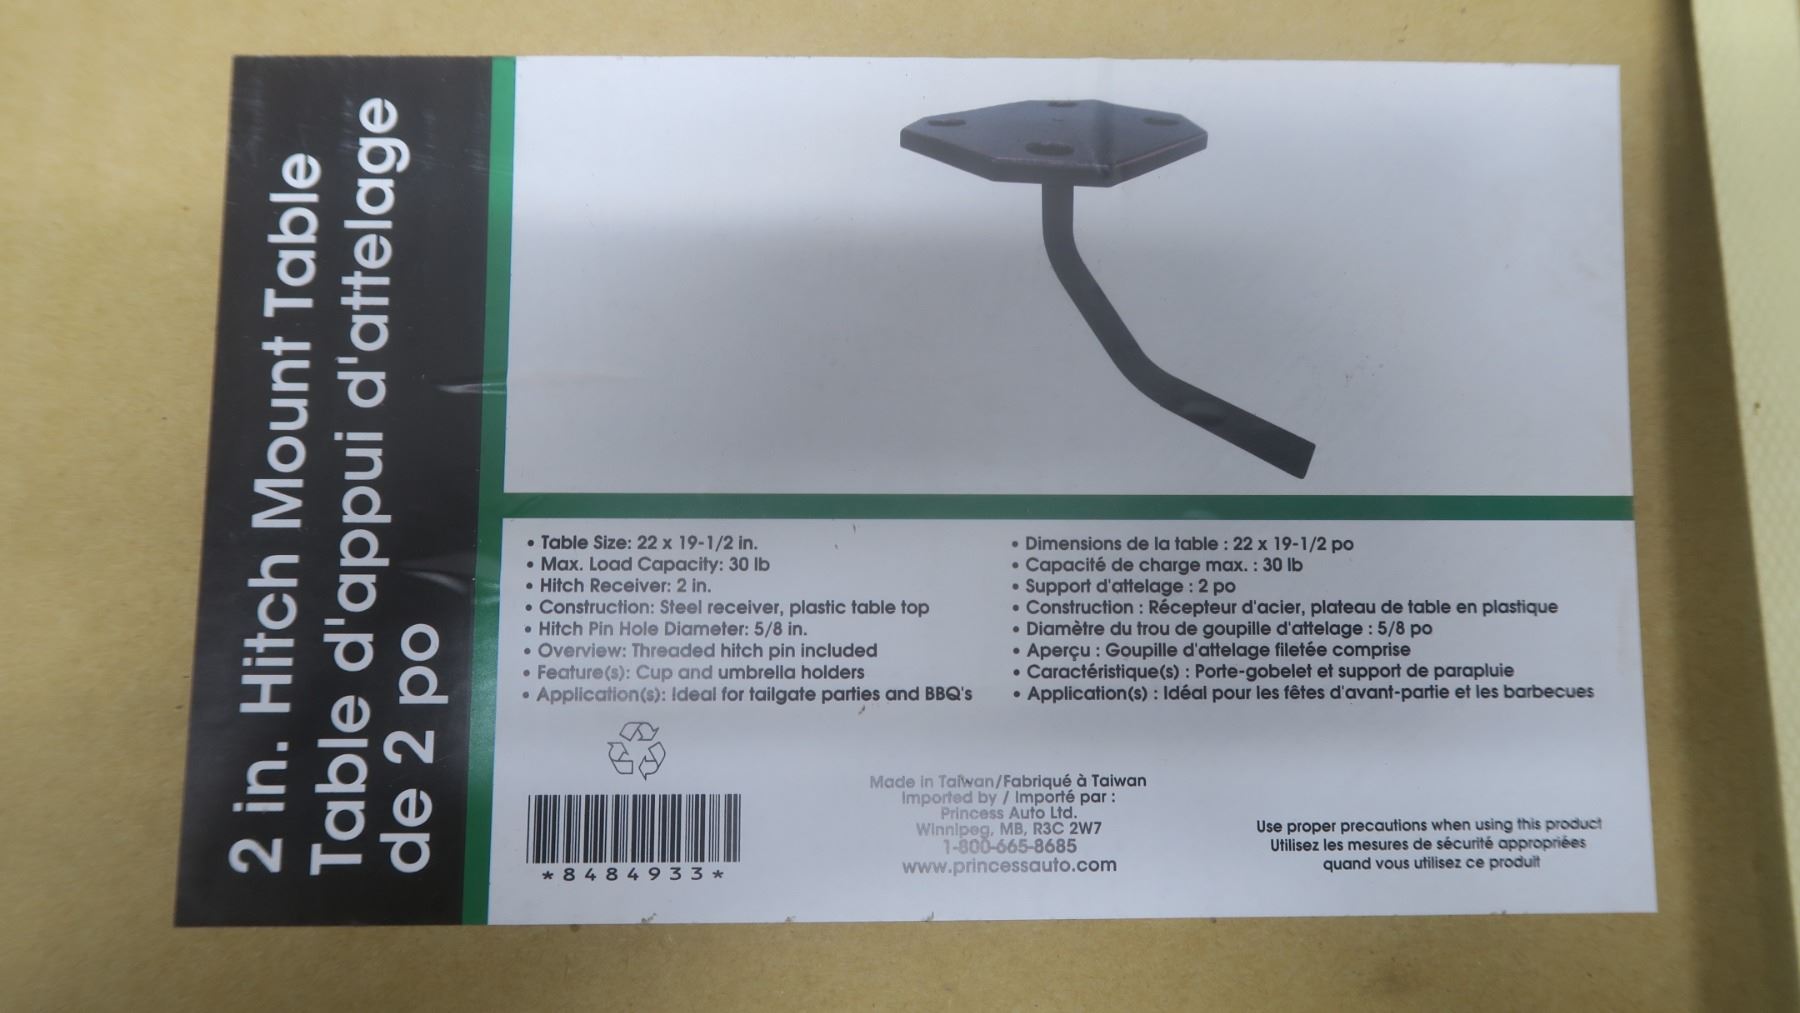 2 in. Hitch Mount Table
Table d'appui d'attelage
de 2 po
• Table Size: 22 x 19-1/2 in.
• Max. Load Capacity: 30 lb
• Hitch Receiver: 2 in.
• Construction: Steel receiver, plastic table top
• Hitch Pin Hole Diameter: 5/8 in.
• Overview: Threaded hitch pin included
• Feature(s): Cup and umbrella holders
• Application(s): Ideal for tailgate parties and BBQ's
• Dimensions de la table : 22 x 19-1/2 po
• Capacité de charge max. : 30 lb
• Support d'attelage : 2 po
• Construction : Récepteur d'acier, plateau de table en plastique
• Diamètre du trou de goupille d'attelage : 5/8 po
• Aperçu : Goupille d'attelage filetée comprise
• Caractéristique(s) : Porte-gobelet et support de parapluie
• Application(s) : Idéal pour les fêtes d'avant-partie et les barbecues
*8484933*
Made in Taiwan/Fabriqué à Taiwan
Imported by / Importé par :
Princess Auto Ltd.
Winnipeg, MB, R3C 2W7
1-800-665-8685
www.princessauto.com
Use proper precautions when using this product
Utilisez les mesures de sécurité appropriées
quand vous utilisez ce produit